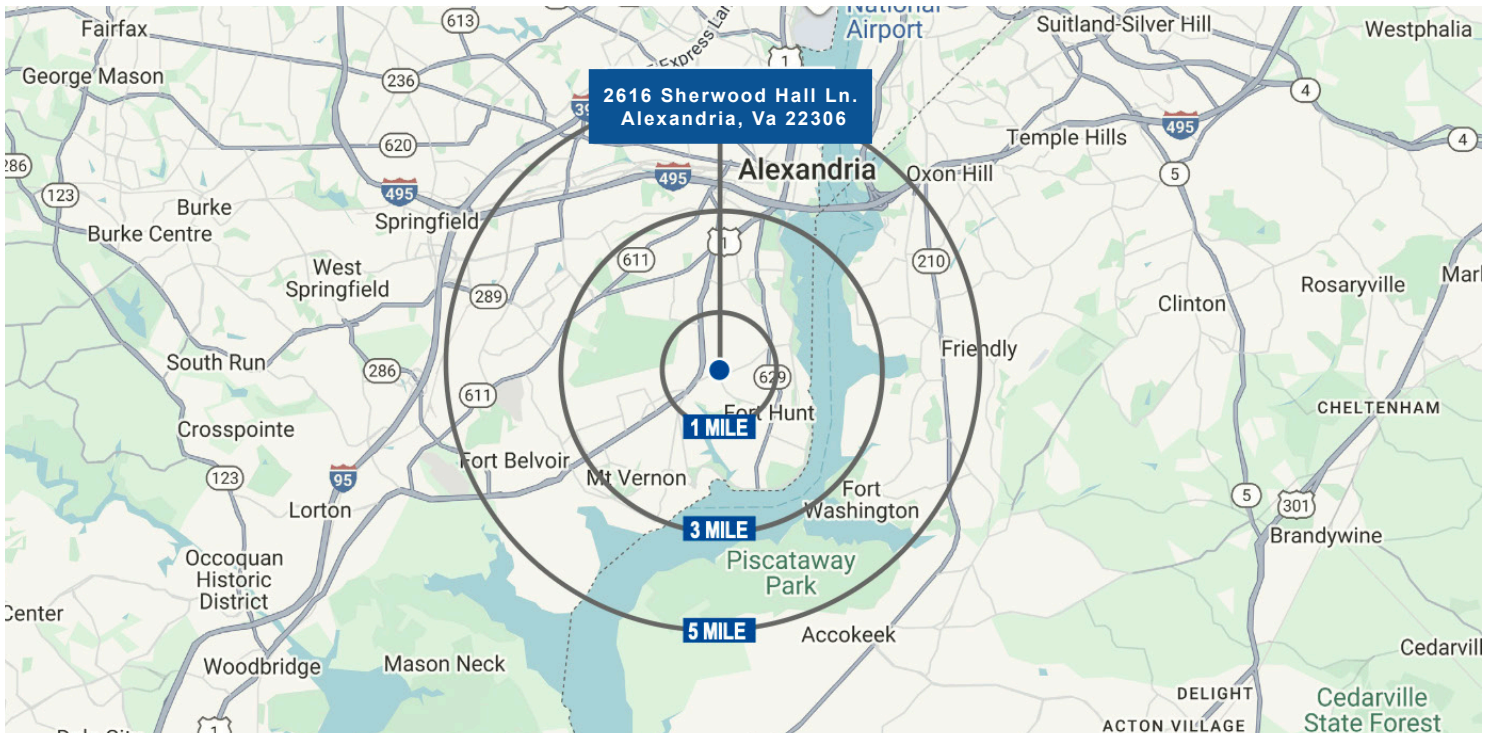 National
Airport
Fairfax
613
Express
1
Suitland-Silver Hill
Westphalia
George Mason
236
4
2616 Sherwood Hall Ln.
Alexandria, Va 22306
495
620
Temple Hills
4
286
123
495
495
Alexandria
Oxon Hill
5
Burke
Springfield
Burke Centre
1
611
210
West
Springfield
289
Clinton
Rosaryville
South Run
286
Friendly
611
629
Fort Hunt
1 MILE
CHELTENHAM
Crosspointe
Fort Belvoir
Mt Vernon
123
95
Lorton
Fort
Washington
5
301
3 MILE
Brandywine
Occoquan
Historic
District
Piscataway
Park
Center
5 MILE
Accokeek
Woodbridge
Mason Neck
Cedarvill
DELIGHT
Cedarville
State Forest
ACTON VILLAGE
1